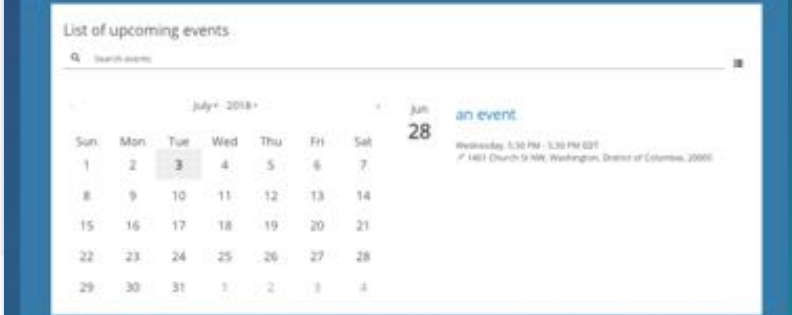 List of upcoming events
Search events
July 2018
Sun Mon Tue Wed Thu Fri Sat
1 2 3 4 5 6 7
8 9 10 11 12 13 14
15 16 17 18 19 20 21
22 23 24 25 26 27 28
29 30 31 1 2 3 4
Jun
28
an event
Wednesday, 5:30 PM - 5:30 PM EDT
1401 Church St NW, Washington, District of Columbia, 20005